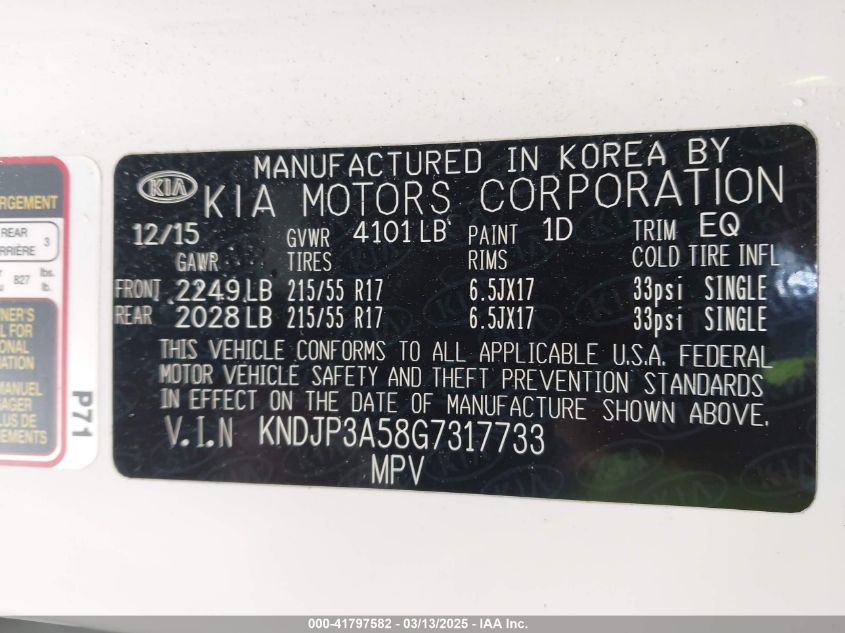 MANUFACTURED IN KOREA BY
KIA KIA MOTORS CORPORATION
12/15 GVWR 4101 LB PAINT 1D TRIM EQ
GAWR TIRES RIMS COLD TIRE INFL
FRONT 2249 LB 215/55 R17 6.5JX17 33psi SINGLE
REAR 2028 LB 215/55 R17 6.5JX17 33psi SINGLE
THIS VEHICLE CONFORMS TO ALL APPLICABLE U.S.A. FEDERAL
MOTOR VEHICLE SAFETY AND THEFT PREVENTION STANDARDS
IN EFFECT ON THE DATE OF MANUFACTURE SHOWN ABOVE.
V.I.N KNDJP3A58G7317733
MPV
REAR 3
827 lbs.
lb.
MANUEL
P71
000-41797582 - 03/13/2025 - IAA Inc.